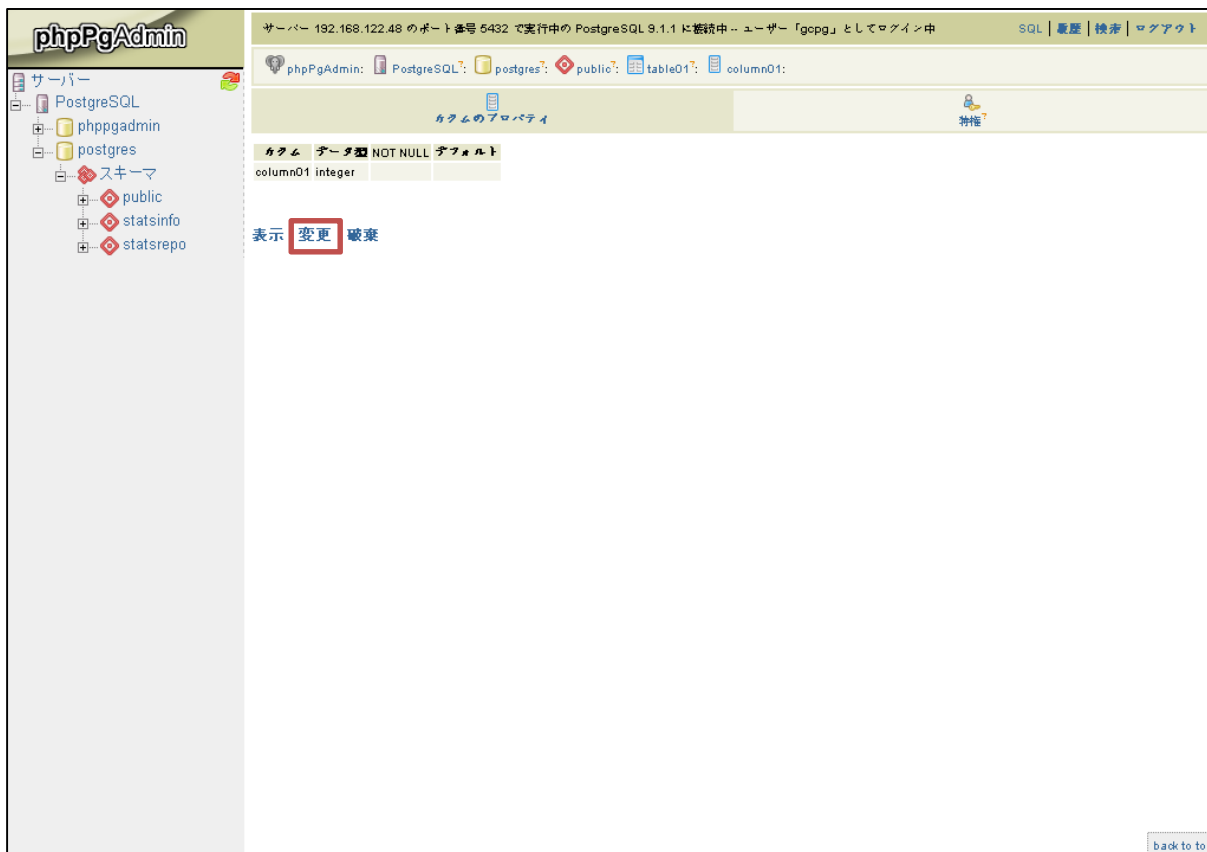 phpPgAdmin
サーバー 192.168.122.48 のポート番号 5432 で実行中の PostgreSQL 9.1.1 に接続中 -- ユーザー「gopg」としてログイン中
SQL | 履歴 | 検索 | ログアウト
phpPgAdmin: PostgreSQL?: postgres?: public?: table01?: column01:
サーバー
PostgreSQL
phppgadmin
postgres
スキーマ
public
statsinfo
statsrepo
カラムのプロパティ
特権?
カラム データ型 NOT NULL デフォルト
column01 integer
表示 変更 破棄
back to to